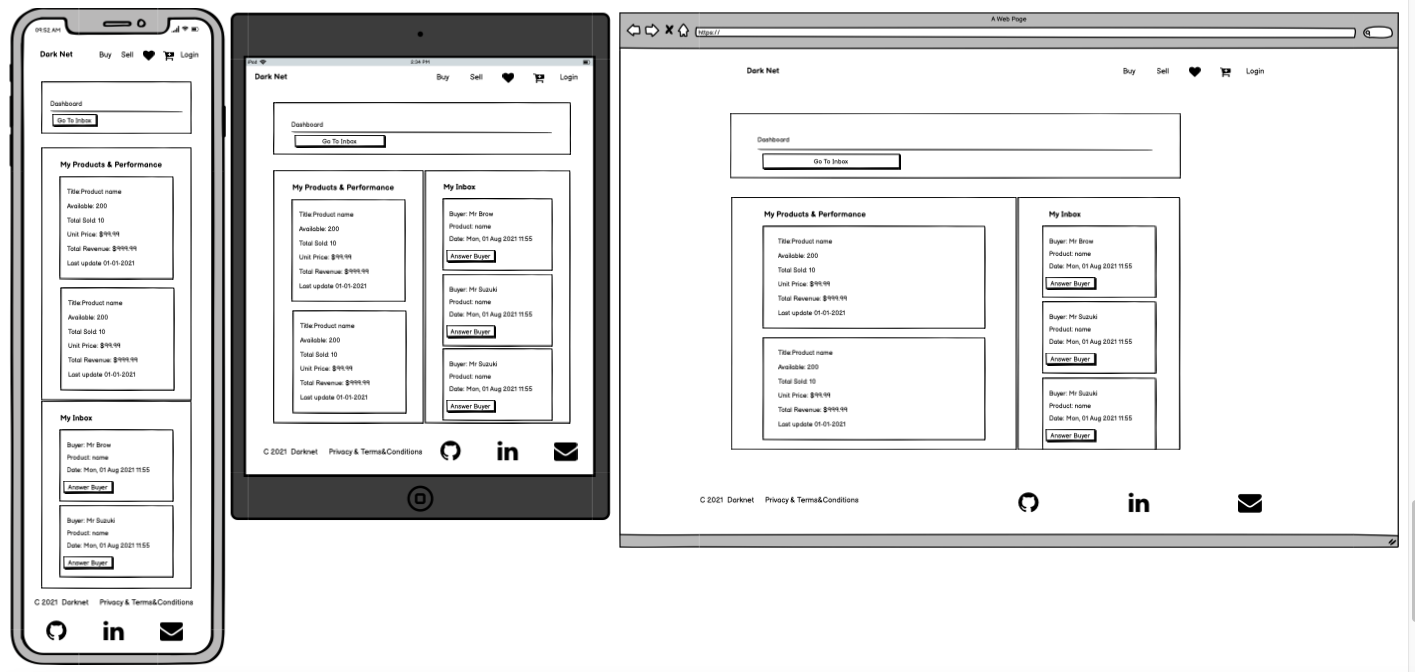 09:52 AM
Dark Net Buy Sell Login
Dashboard
Go To Inbox
My Products & Performance
Title:Product name
Available: 200
Total Sold: 10
Unit Price: $99.99
Total Revenue: $999.99
Last update 01-01-2021
Title:Product name
Available: 200
Total Sold: 10
Unit Price: $99.99
Total Revenue: $999.99
Last update 01-01-2021
My Inbox
Buyer: Mr Brow
Product: name
Date: Mon, 01 Aug 2021 11:55
Answer Buyer
Buyer: Mr Suzuki
Product: name
Date: Mon, 01 Aug 2021 11:55
Answer Buyer
C 2021 Darknet Privacy & Terms&Conditions
in
iPod 2:34 PM
Dark Net Buy Sell Login
Dashboard
Go To Inbox
My Products & Performance
Title:Product name
Available: 200
Total Sold: 10
Unit Price: $99.99
Total Revenue: $999.99
Last update 01-01-2021
Title:Product name
Available: 200
Total Sold: 10
Unit Price: $99.99
Total Revenue: $999.99
Last update 01-01-2021
My Inbox
Buyer: Mr Brow
Product: name
Date: Mon, 01 Aug 2021 11:55
Answer Buyer
Buyer: Mr Suzuki
Product: name
Date: Mon, 01 Aug 2021 11:55
Answer Buyer
Buyer: Mr Suzuki
Product: name
Date: Mon, 01 Aug 2021 11:55
Answer Buyer
C 2021 Darknet Privacy & Terms&Conditions
in
A Web Page
https://
Dark Net Buy Sell Login
Dashboard
Go To Inbox
My Products & Performance
Title:Product name
Available: 200
Total Sold: 10
Unit Price: $99.99
Total Revenue: $999.99
Last update 01-01-2021
Title:Product name
Available: 200
Total Sold: 10
Unit Price: $99.99
Total Revenue: $999.99
Last update 01-01-2021
My Inbox
Buyer: Mr Brow
Product: name
Date: Mon, 01 Aug 2021 11:55
Answer Buyer
Buyer: Mr Suzuki
Product: name
Date: Mon, 01 Aug 2021 11:55
Answer Buyer
Buyer: Mr Suzuki
Product: name
Date: Mon, 01 Aug 2021 11:55
Answer Buyer
C 2021 Darknet Privacy & Terms&Conditions
in